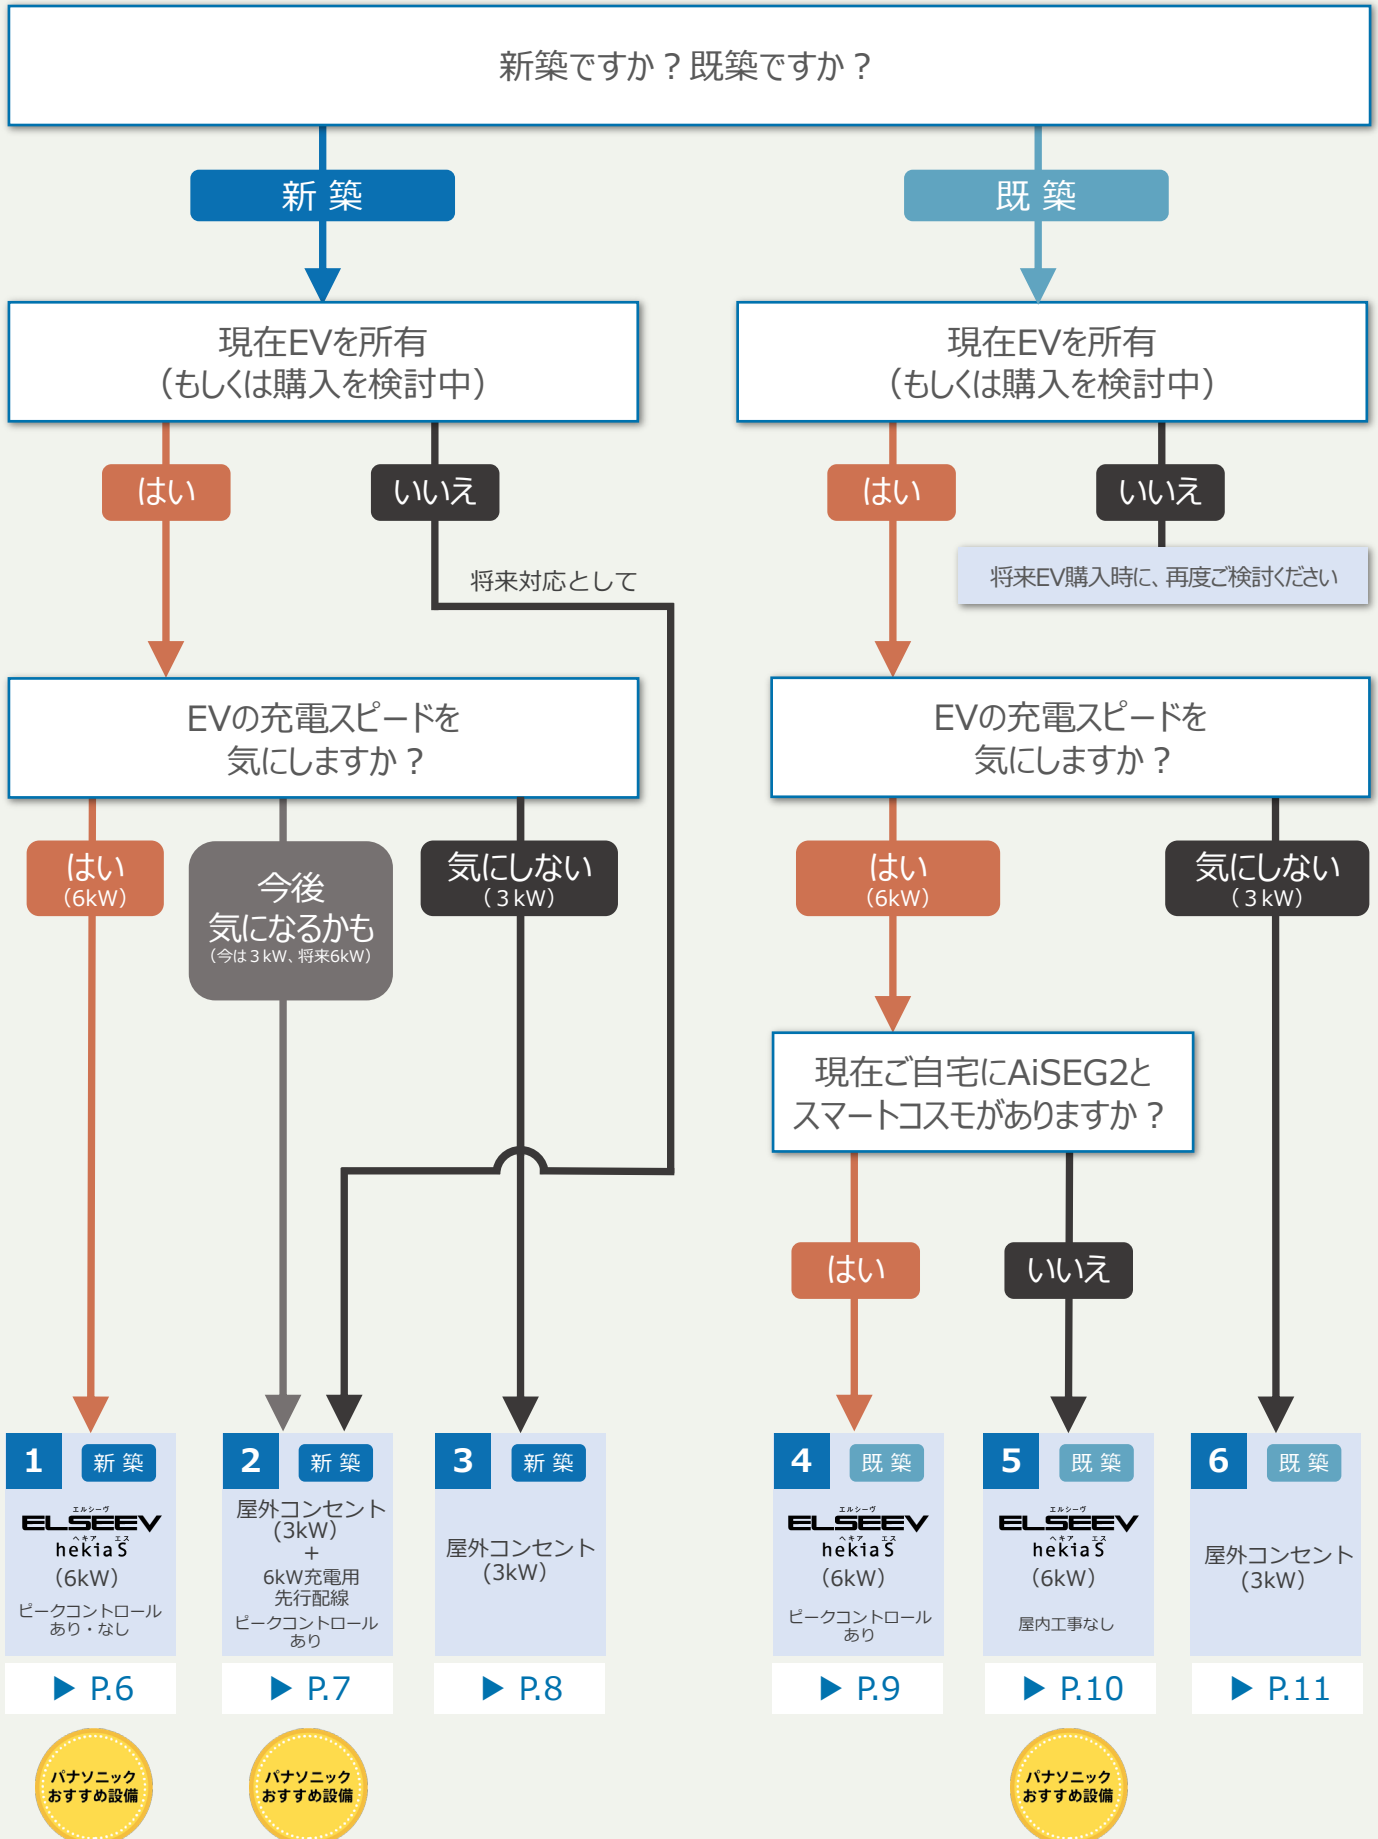 新築ですか？既築ですか？
新築
既築
現在EVを所有
（もしくは購入を検討中）
現在EVを所有
（もしくは購入を検討中）
はい
いいえ
はい
いいえ
将来対応として
将来EV購入時に、再度ご検討ください
EVの充電スピードを
気にしますか？
EVの充電スピードを
気にしますか？
はい
（6kW）
今後
気になるかも
（今は３kW、将来6kW）
気にしない
（３kW）
はい
（6kW）
気にしない
（３kW）
現在ご自宅にAiSEG2と
スマートコスモがありますか？
はい
いいえ
1 新築
エルシーヴ
ELSEEV
ヘキア エス
hekia S
（6kW）
ピークコントロール
あり・なし
▶ P.6
パナソニック
おすすめ設備
2 新築
屋外コンセント
(3kW)
+
6kW充電用
先行配線
ピークコントロール
あり
▶ P.7
パナソニック
おすすめ設備
3 新築
屋外コンセント
(3kW)
▶ P.8
4 既築
エルシーヴ
ELSEEV
ヘキア エス
hekia S
（6kW）
ピークコントロール
あり
▶ P.9
5 既築
エルシーヴ
ELSEEV
ヘキア エス
hekia S
（6kW）
屋内工事なし
▶ P.10
パナソニック
おすすめ設備
6 既築
屋外コンセント
(3kW)
▶ P.11